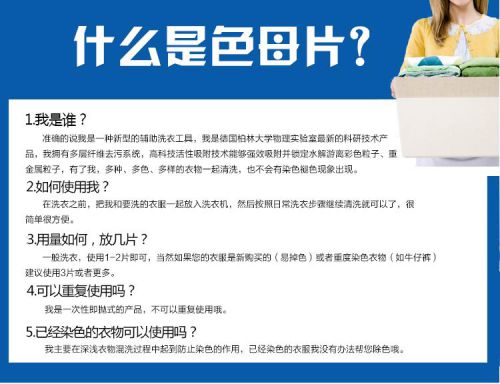 什么是色母片?
1.我是谁？
准确的说我是一种新型的辅助洗衣工具，我是德国柏林大学物理实验室最新的科研技术产
品，我拥有多层纤维去污系统，高科技活性吸附技术能够强效吸附并锁定水解游离彩色粒子、重
金属粒子，有了我，多种、多色、多样的衣物一起清洗，也不会有染色褪色现象出现。
2.如何使用我？
在洗衣之前，把我和要洗的衣服一起放入洗衣机，然后按照日常洗衣步骤继续清洗就可以了，很
简单很方便。
3.用量如何，放几片？
一般洗衣，使用1-2片即可，当然如果您的衣服是新购买的（易掉色）或者重度染色衣物（如牛仔裤）
建议使用3片或者更多。
4.可以重复使用吗？
我是一次性即抛式的产品，不可以重复使用哦。
5.已经染色的衣物可以使用吗？
我主要在深浅衣物混洗过程中起到防止染色的作用，已经染色的衣服我没有办法帮您除色哦。